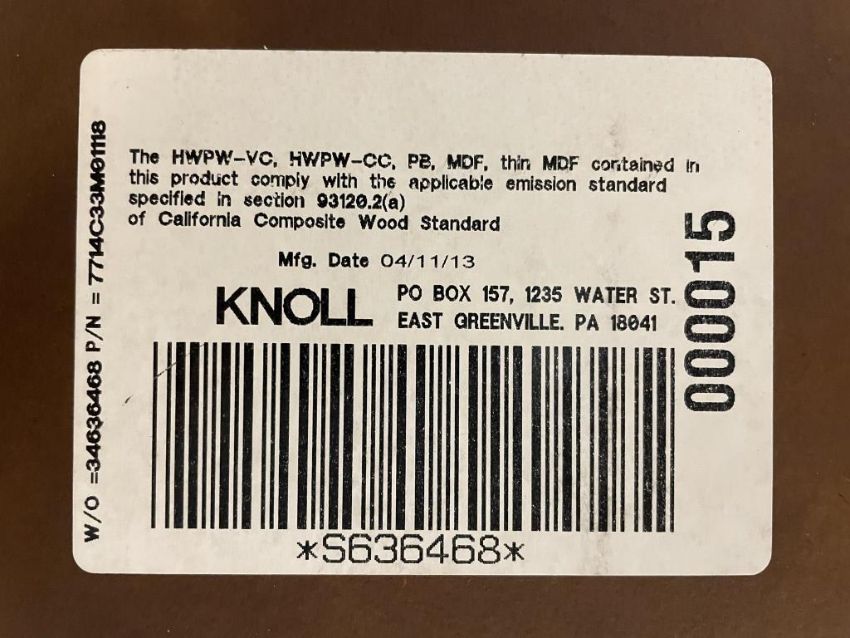 The HWPW-VC, HWPW-CC, PB, MDF, thin MDF contained in
this product comply with the applicable emission standard
specified in section 93120.2(a)
of California Composite Wood Standard
Mfg. Date 04/11/13
KNOLL
PO BOX 157, 1235 WATER ST.
EAST GREENVILLE. PA 18041
*S636468*
W/O =34636468 P/N = 7714C33M01118
000015